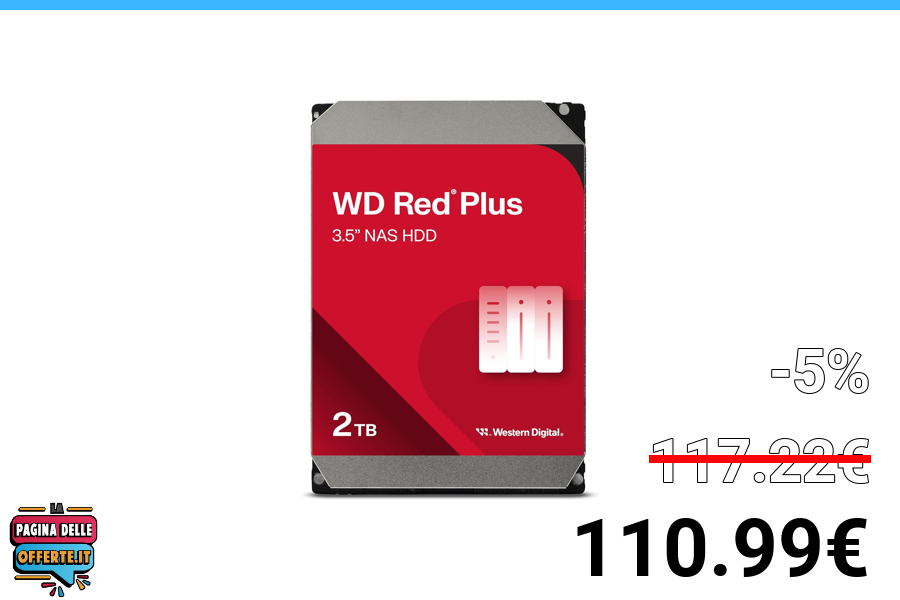 WD Red® Plus
3.5” NAS HDD
2TB
Western Digital®
-5%
117.22€
110.99€
LA
PAGINA DELLE
OFFERTE.IT